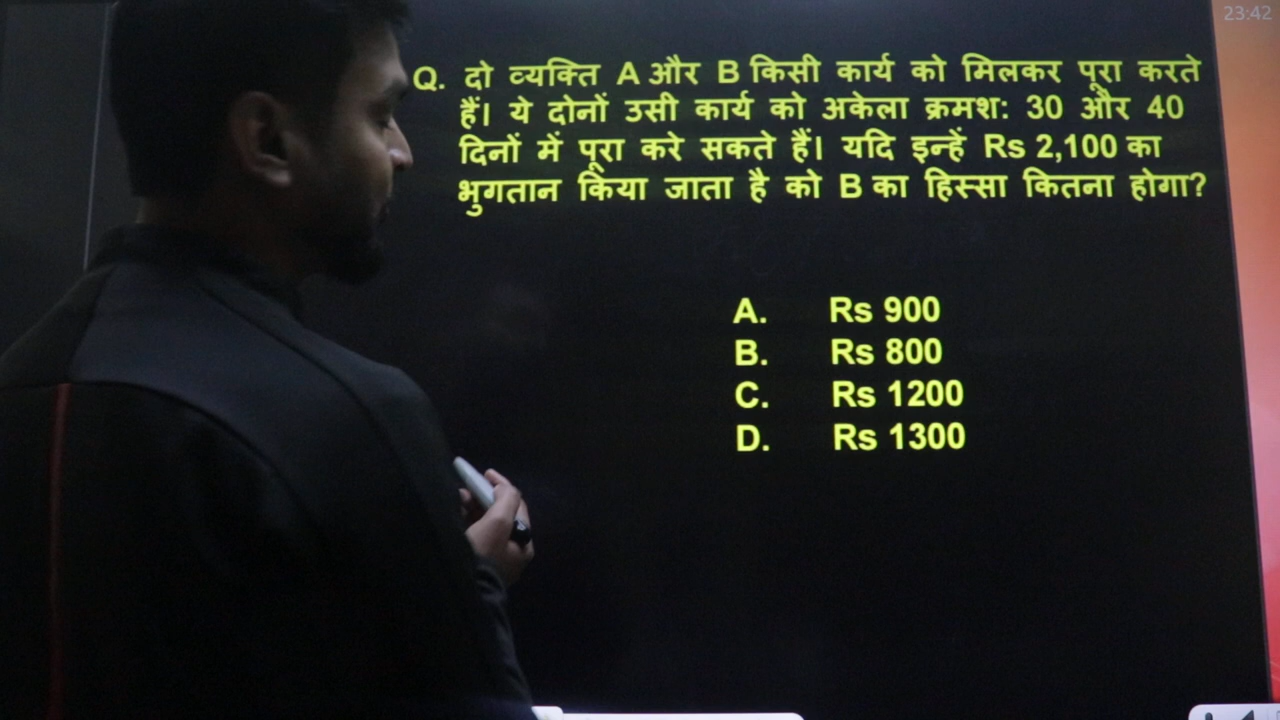 23:42
Q. दो व्यक्ति A और B किसी कार्य को मिलकर पूरा करते
हैं। ये दोनों उसी कार्य को अकेला क्रमश: 30 और 40
दिनों में पूरा करे सकते हैं। यदि इन्हें Rs 2,100 का
भुगतान किया जाता है को B का हिस्सा कितना होगा?
A. Rs 900
B. Rs 800
C. Rs 1200
D. Rs 1300